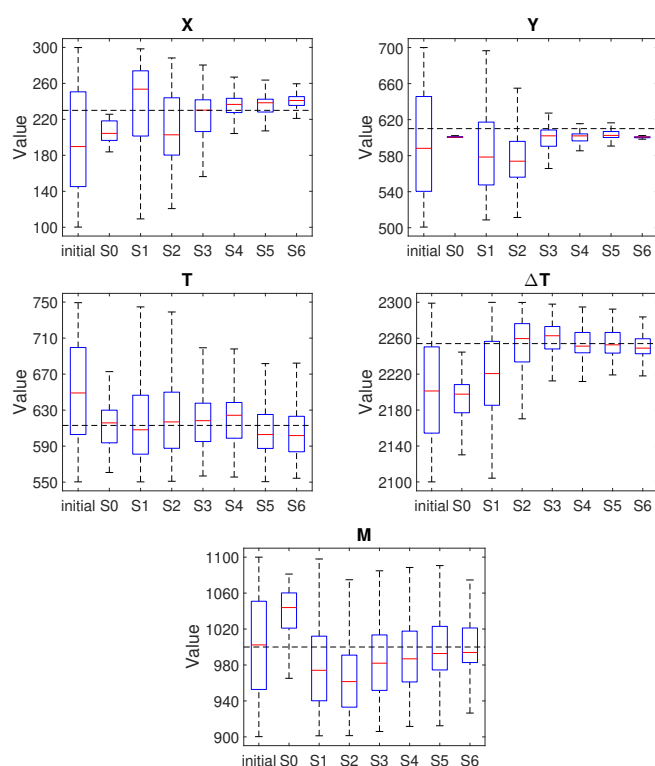 X
Y
300
260
220
180
140
100
Value
initial S0 S1 S2 S3 S4 S5 S6
700
660
620
580
540
500
Value
initial S0 S1 S2 S3 S4 S5 S6
T
ΔT
750
710
670
630
590
550
Value
initial S0 S1 S2 S3 S4 S5 S6
2300
2260
2220
2180
2140
2100
Value
initial S0 S1 S2 S3 S4 S5 S6
M
1100
1060
1020
980
940
900
Value
initial S0 S1 S2 S3 S4 S5 S6